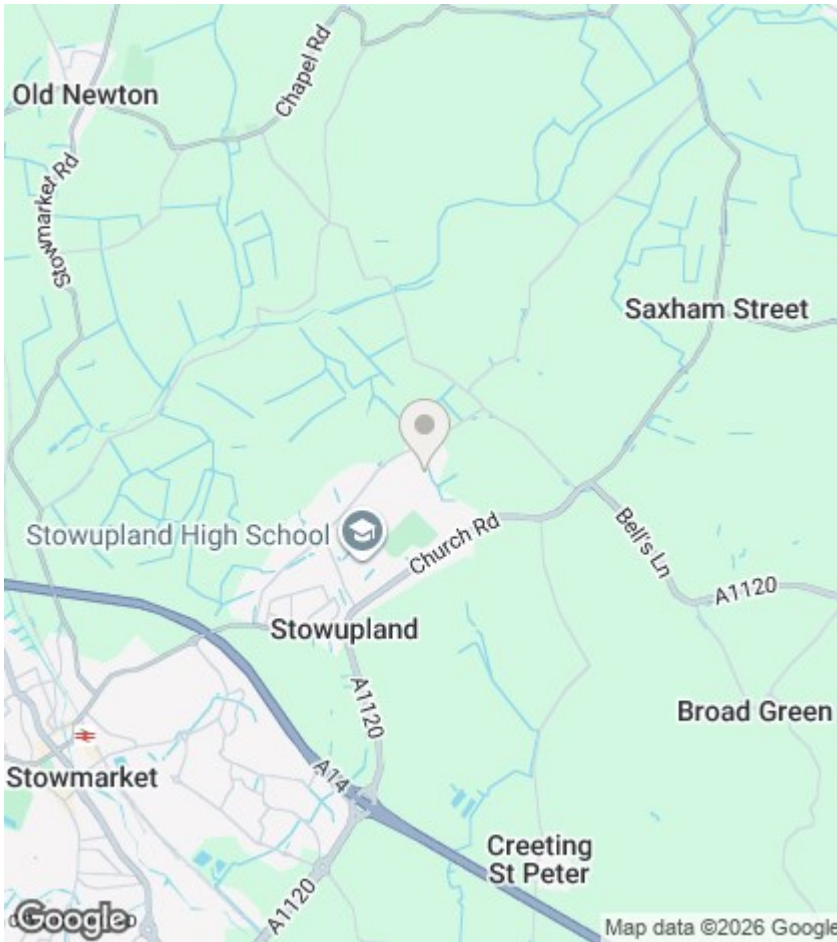 Old Newton
Chapel Rd
Stowmarket Rd
Saxham Street
Stowupland High School
Church Rd
Bell's Ln
A1120
Stowupland
A1120
Broad Green
Stowmarket
A14
Creeting
St Peter
A1120
Google
Map data ©2026 Google